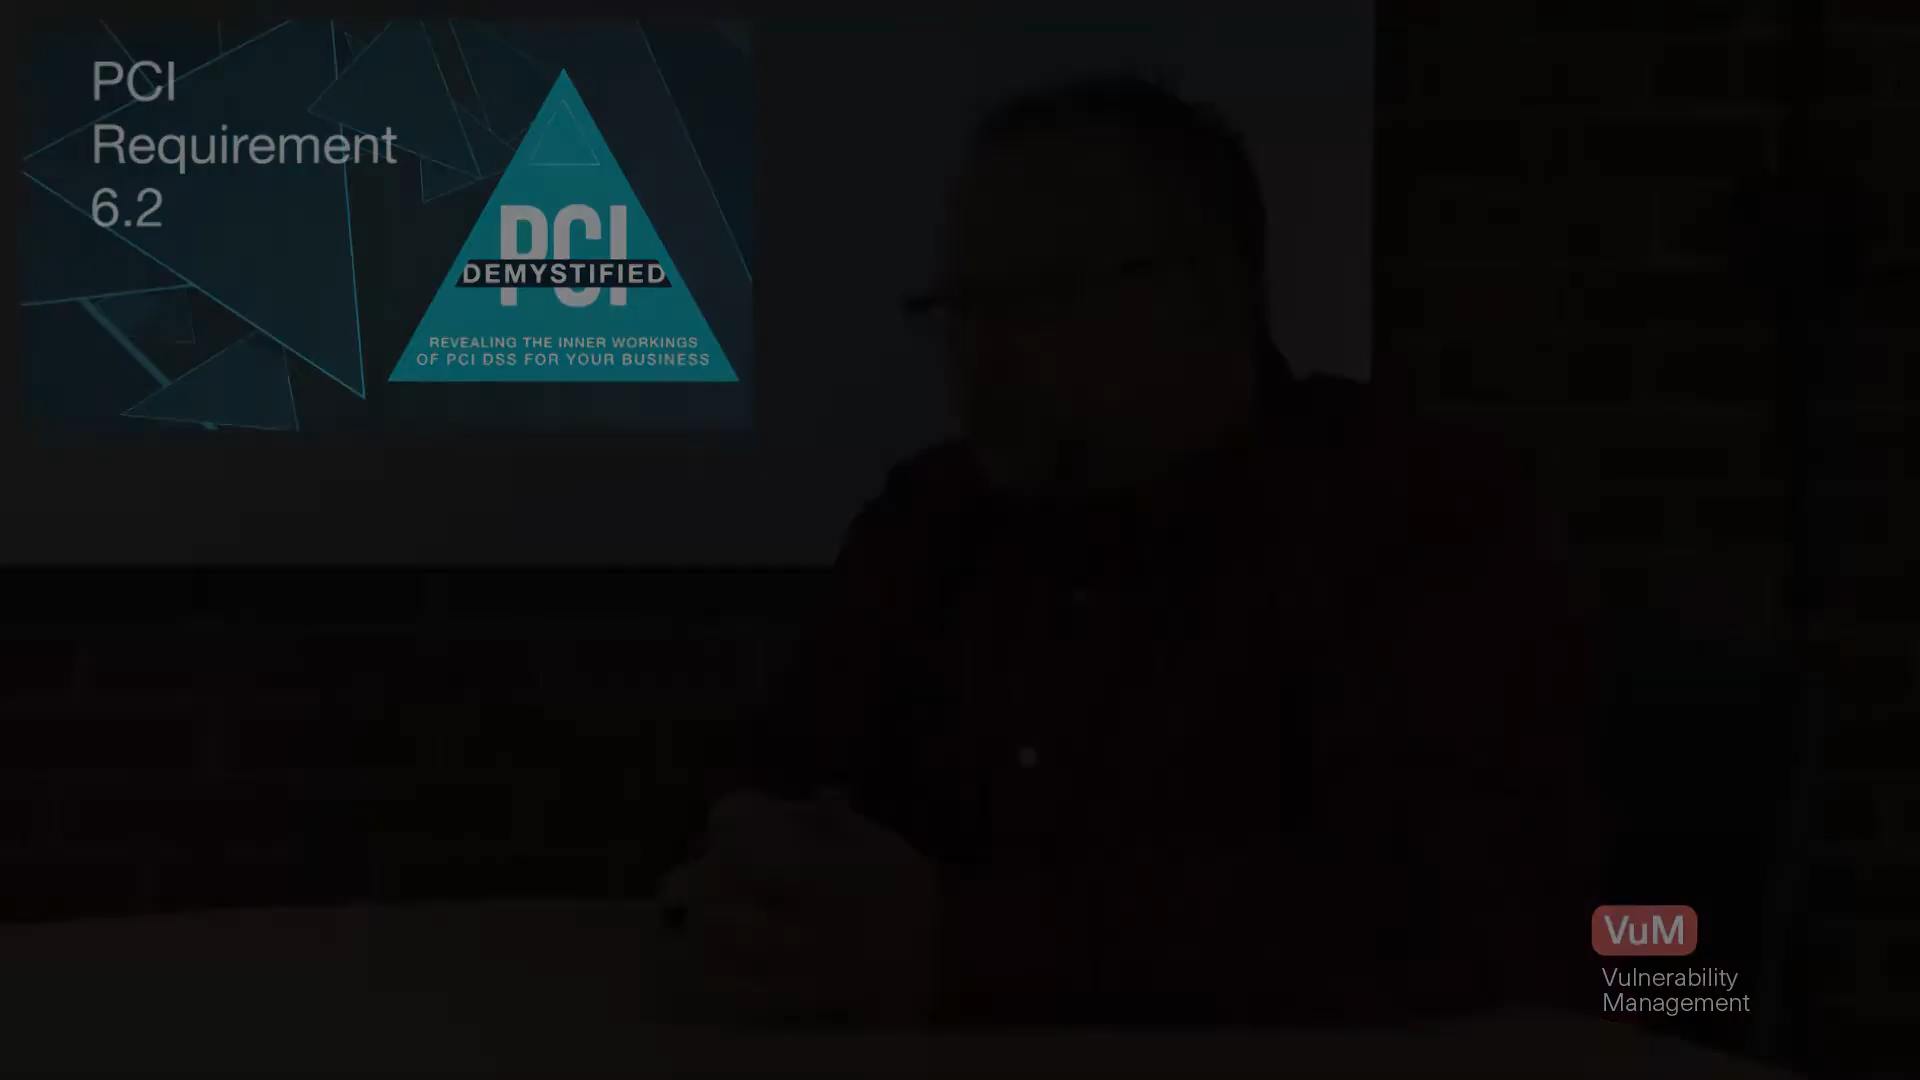 PCI
Requirement
6.2
PCI
DEMYSTIFIED
REVEALING THE INNER WORKINGS
OF PCI DSS FOR YOUR BUSINESS
VuM
Vulnerability
Management